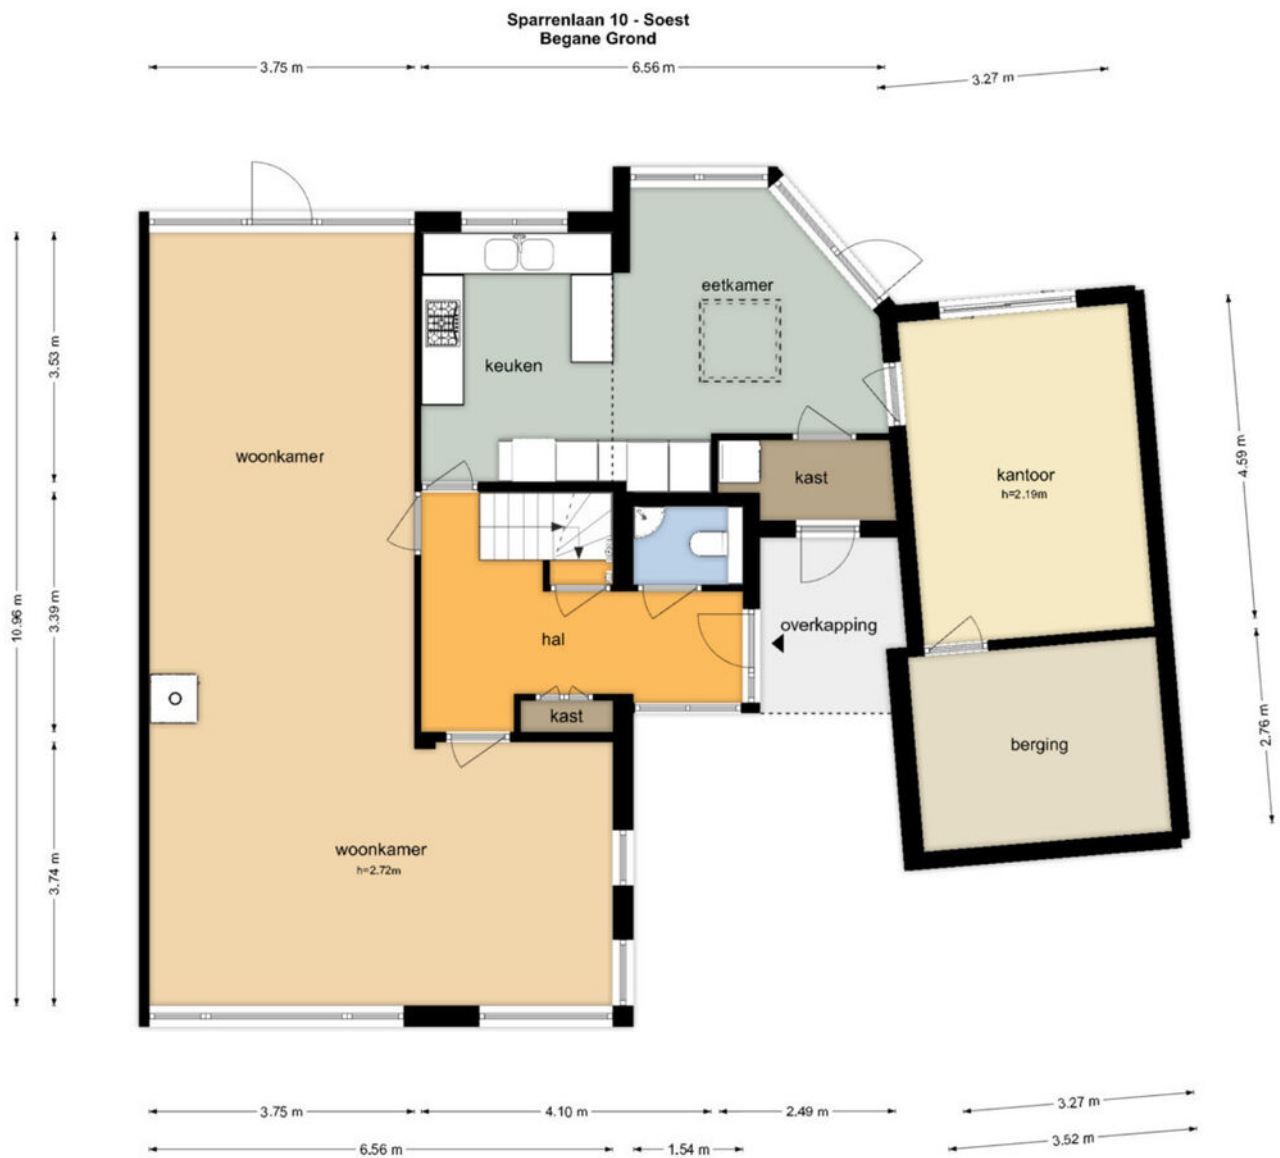 Sparrenlaan 10 - Soest
Begane Grond
3.75 m
6.56 m
3.27 m
eetkamer
keuken
woonkamer
kast
kantoor
h=2.19m
hal
overkapping
kast
berging
woonkamer
h=2.72m
10.96 m
3.53 m
3.39 m
3.74 m
4.59 m
2.76 m
3.75 m
4.10 m
2.49 m
3.27 m
6.56 m
1.54 m
3.52 m